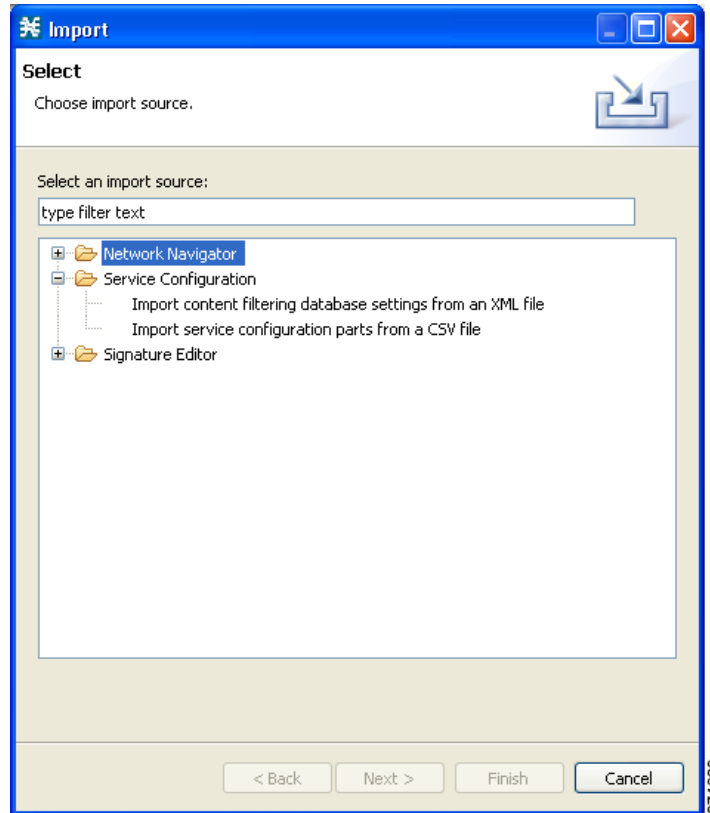 Import
Select
Choose import source.
Select an import source:
type filter text
Network Navigator
Service Configuration
Import content filtering database settings from an XML file
Import service configuration parts from a CSV file
Signature Editor
< Back
Next >
Finish
Cancel